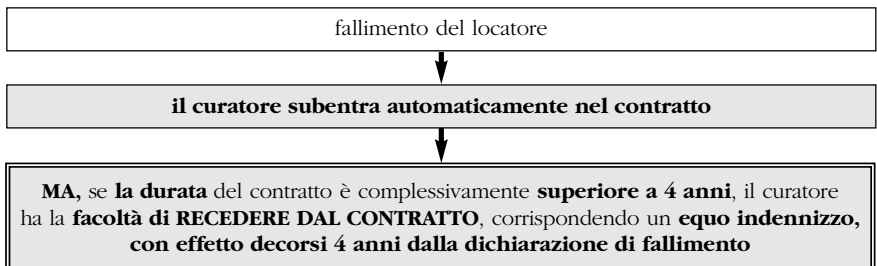 fallimento del locatore
il curatore subentra automaticamente nel contratto
MA, se la durata del contratto è complessivamente superiore a 4 anni, il curatore
ha la facoltà di RECEDERE DAL CONTRATTO, corrispondendo un equo indennizzo,
con effetto decorsi 4 anni dalla dichiarazione di fallimento